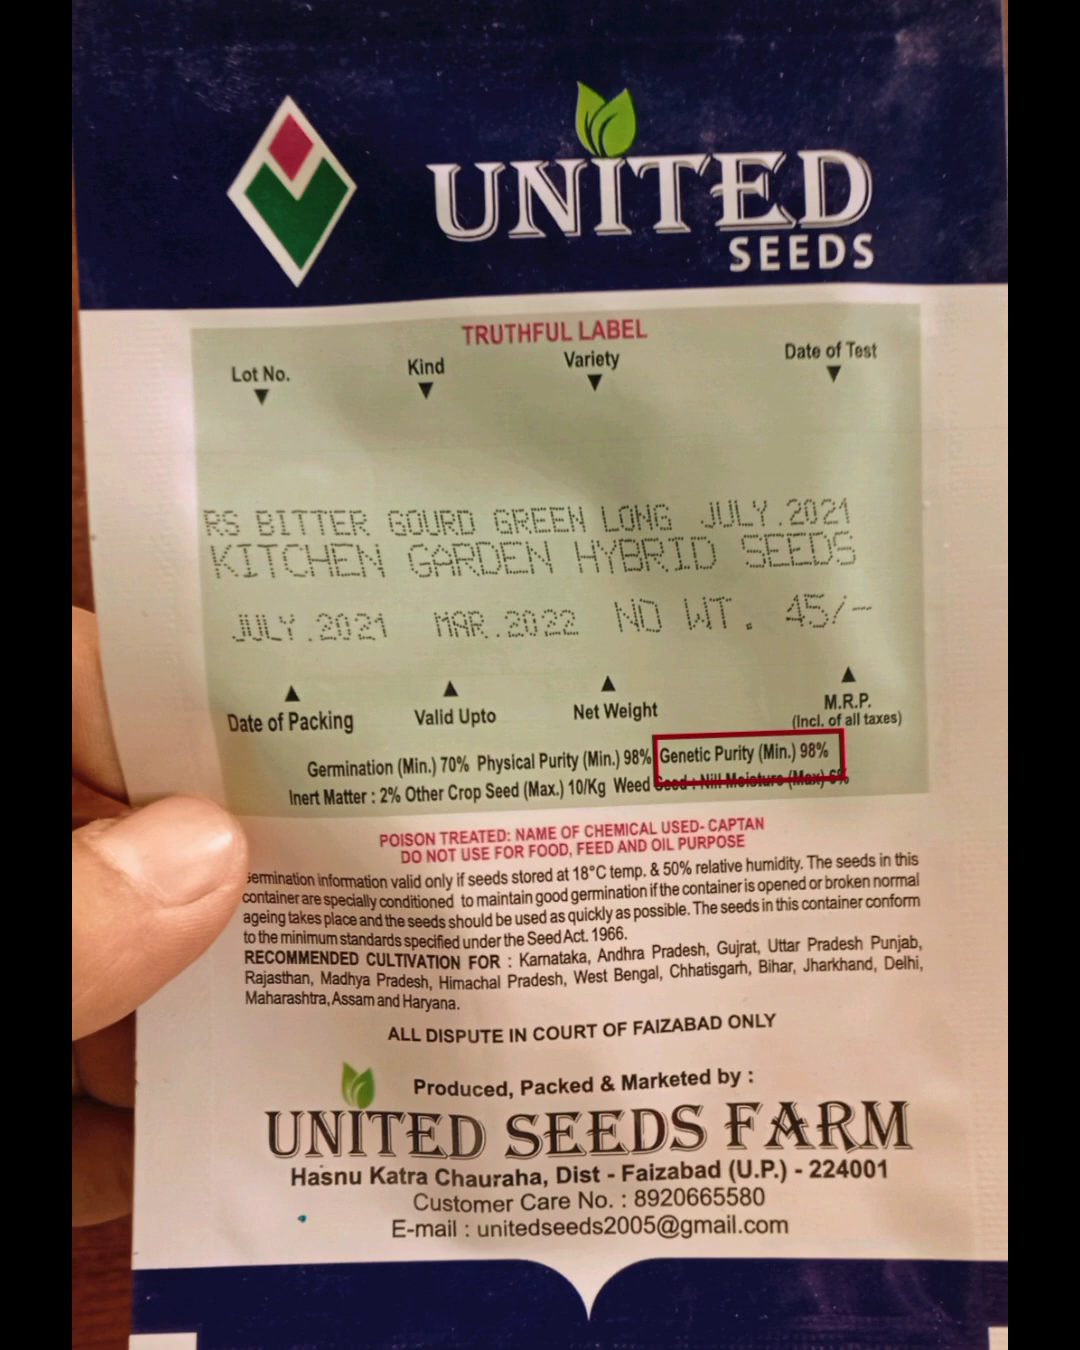 UNITED
SEEDS
TRUTHFUL LABEL
Lot No. Kind Variety Date of Test
RS BITTER GOURD GREEN LONG JULY.2021
KITCHEN GARDEN HYBRID SEEDS
JULY.2021 MAR.2022 NO WT. 45/-
Date of Packing Valid Upto Net Weight M.R.P.
(Incl. of all taxes)
Germination (Min.) 70% Physical Purity (Min.) 98% Genetic Purity (Min.) 98%
Inert Matter : 2% Other Crop Seed (Max.) 10/Kg Weed Seed : Nill Moisture (Max) 6%
POISON TREATED: NAME OF CHEMICAL USED- CAPTAN
DO NOT USE FOR FOOD, FEED AND OIL PURPOSE
Germination information valid only if seeds stored at 18°C temp. & 50% relative humidity. The seeds in this
container are specially conditioned to maintain good germination if the container is opened or broken normal
ageing takes place and the seeds should be used as quickly as possible. The seeds in this container conform
to the minimum standards specified under the Seed Act. 1966.
RECOMMENDED CULTIVATION FOR : Karnataka, Andhra Pradesh, Gujrat, Uttar Pradesh Punjab,
Rajasthan, Madhya Pradesh, Himachal Pradesh, West Bengal, Chhatisgarh, Bihar, Jharkhand, Delhi,
Maharashtra, Assam and Haryana.
ALL DISPUTE IN COURT OF FAIZABAD ONLY
Produced, Packed & Marketed by :
UNITED SEEDS FARM
Hasnu Katra Chauraha, Dist - Faizabad (U.P.) - 224001
Customer Care No. : 8920665580
E-mail : unitedseeds2005@gmail.com